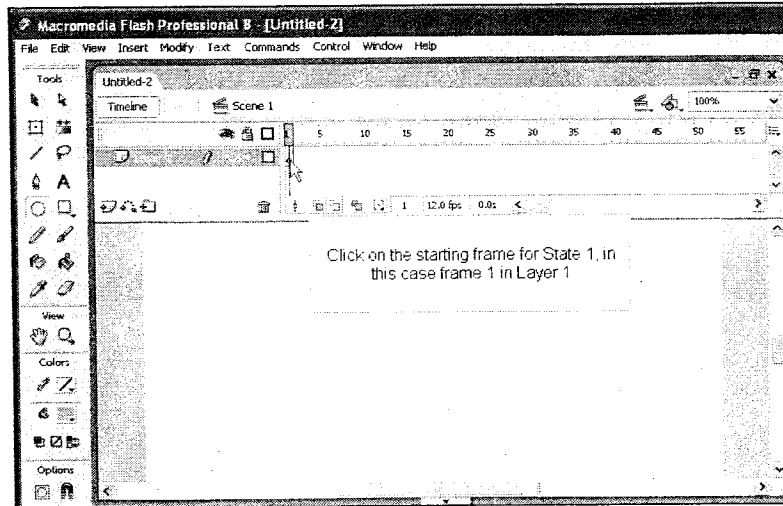 Macromedia Flash Professional 8 - [Untitled-2]
File Edit View Insert Modify Text Commands Control Window Help
Tools
Untitled-2
Timeline
Scene 1
100%
1 5 10 15 20 25 30 35 40 45 50 55
A
1 12.0 fps 0.0s
Click on the starting frame for State 1, in
this case frame 1 in Layer 1
View
Colors
Options